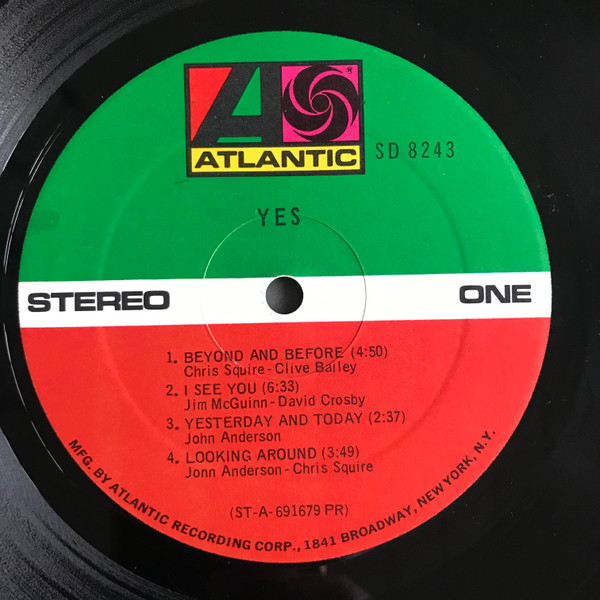 ATLANTIC
SD 8243
YES
STEREO
ONE
1. BEYOND AND BEFORE (4:50)
Chris Squire - Clive Bailey
2. I SEE YOU (6:33)
Jim McGuinn - David Crosby
3. YESTERDAY AND TODAY (2:37)
John Anderson
4. LOOKING AROUND (3:49)
Jonn Anderson - Chris Squire
(ST-A-691679 PR)
MFG. BY ATLANTIC RECORDING CORP., 1841 BROADWAY, NEW YORK, N.Y.